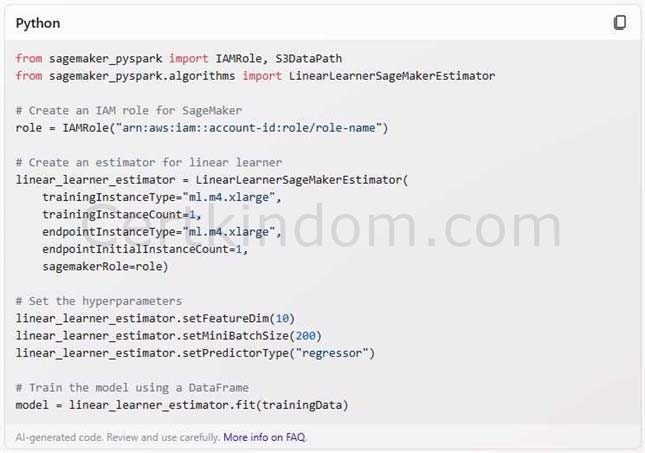 Python
from sagemaker_pyspark import IAMRole, S3DataPath
from sagemaker_pyspark.algorithms import LinearLearnerSageMakerEstimator
# Create an IAM role for SageMaker
role = IAMRole("arn:aws:iam::account-id:role/role-name")
# Create an estimator for linear learner
linear_learner_estimator = LinearLearnerSageMakerEstimator(
    trainingInstanceType="ml.m4.xlarge",
    trainingInstanceCount=1,
    endpointInstanceType="ml.m4.xlarge",
    endpointInitialInstanceCount=1,
    sagemakerRole=role)
Certkindom.com
# Set the hyperparameters
linear_learner_estimator.setFeatureDim(10)
linear_learner_estimator.setMiniBatchSize(200)
linear_learner_estimator.setPredictorType("regressor")
# Train the model using a DataFrame
model = linear_learner_estimator.fit(trainingData)
AI-generated code. Review and use carefully. More info on FAQ.